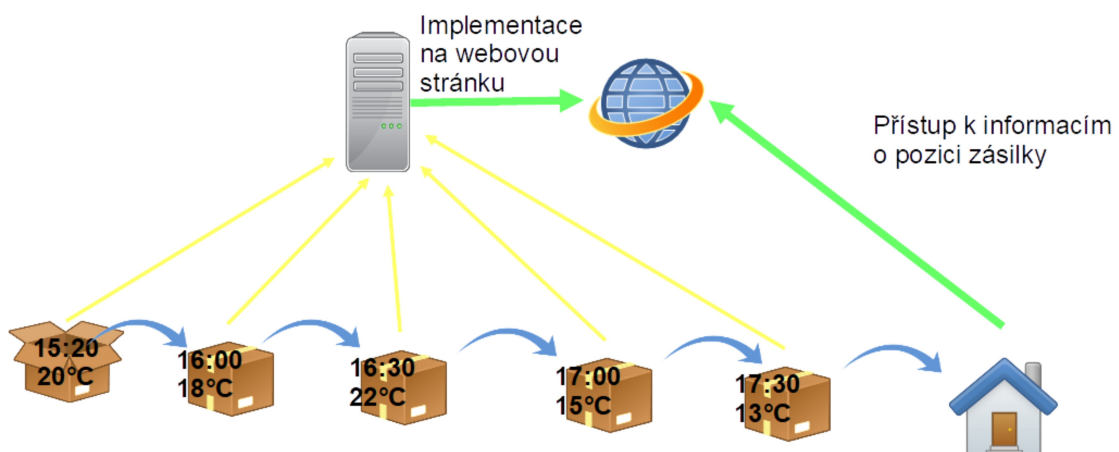 Implementace
na webovou
stránku
Přístup k informacím
o pozici zásilky
15:20
20°C
16:00
18°C
16:30
22°C
17:00
15°C
17:30
13°C